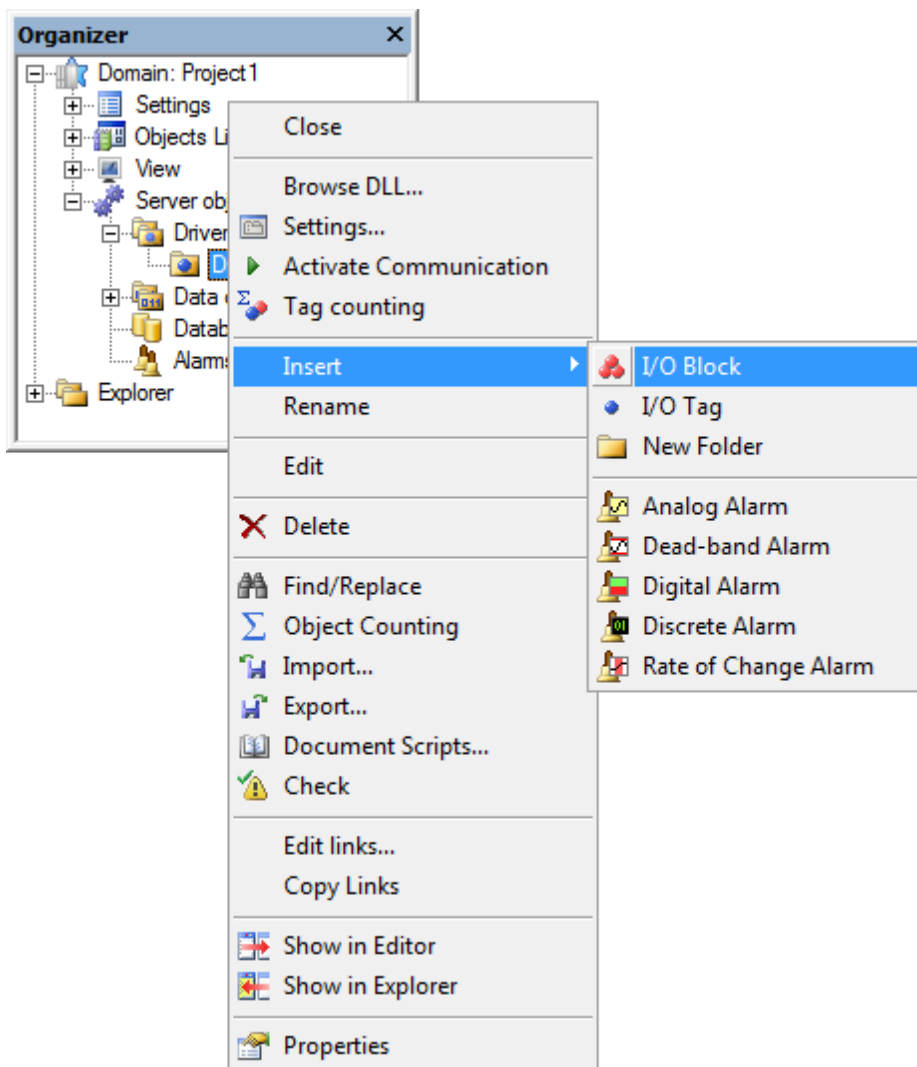 Organizer
Domain: Project1
Settings
Objects Li
View
Server obj
Driver
D
Data
Datab
Alarms
Explorer
Close
Browse DLL...
Settings...
Activate Communication
Tag counting
Insert
Rename
Edit
Delete
Find/Replace
Object Counting
Import...
Export...
Document Scripts...
Check
Edit links...
Copy Links
Show in Editor
Show in Explorer
Properties
I/O Block
I/O Tag
New Folder
Analog Alarm
Dead-band Alarm
Digital Alarm
Discrete Alarm
Rate of Change Alarm